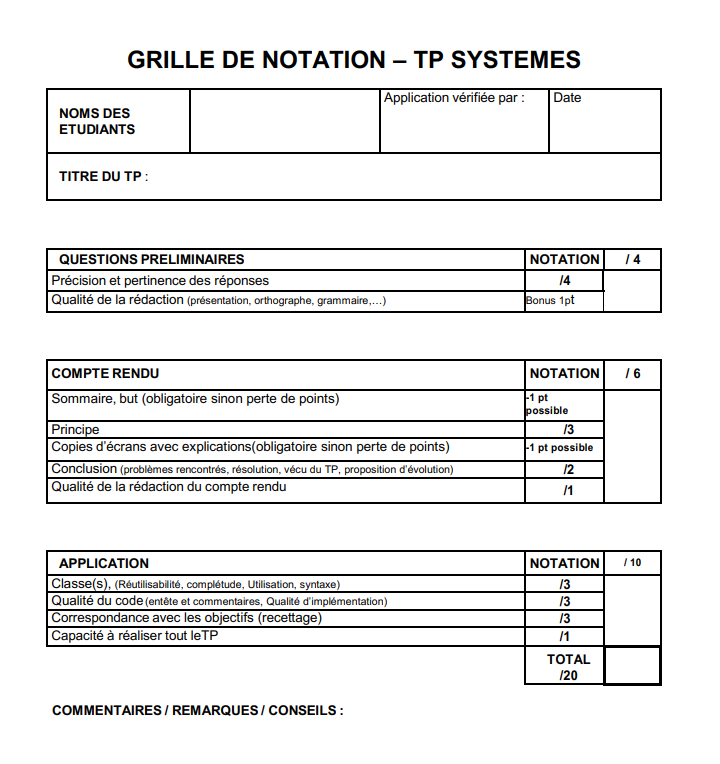 GRILLE DE NOTATION – TP SYSTEMES
NOMS DES
ETUDIANTS
Application vérifiée par :
Date
TITRE DU TP :
QUESTIONS PRELIMINAIRES NOTATION / 4
Précision et pertinence des réponses /4
Qualité de la rédaction (présentation, orthographe, grammaire,…) Bonus 1pt
COMPTE RENDU NOTATION / 6
Sommaire, but (obligatoire sinon perte de points) -1 pt
possible
Principe /3
Copies d'écrans avec explications(obligatoire sinon perte de points) -1 pt possible
Conclusion (problèmes rencontrés, résolution, vécu du TP, proposition d'évolution) /2
Qualité de la rédaction du compte rendu /1
APPLICATION NOTATION / 10
Classe(s), (Réutilisabilité, complétude, Utilisation, syntaxe) /3
Qualité du code (entête et commentaires, Qualité d'implémentation) /3
Correspondance avec les objectifs (recettage) /3
Capacité à réaliser tout leTP /1
TOTAL
/20
COMMENTAIRES / REMARQUES / CONSEILS :